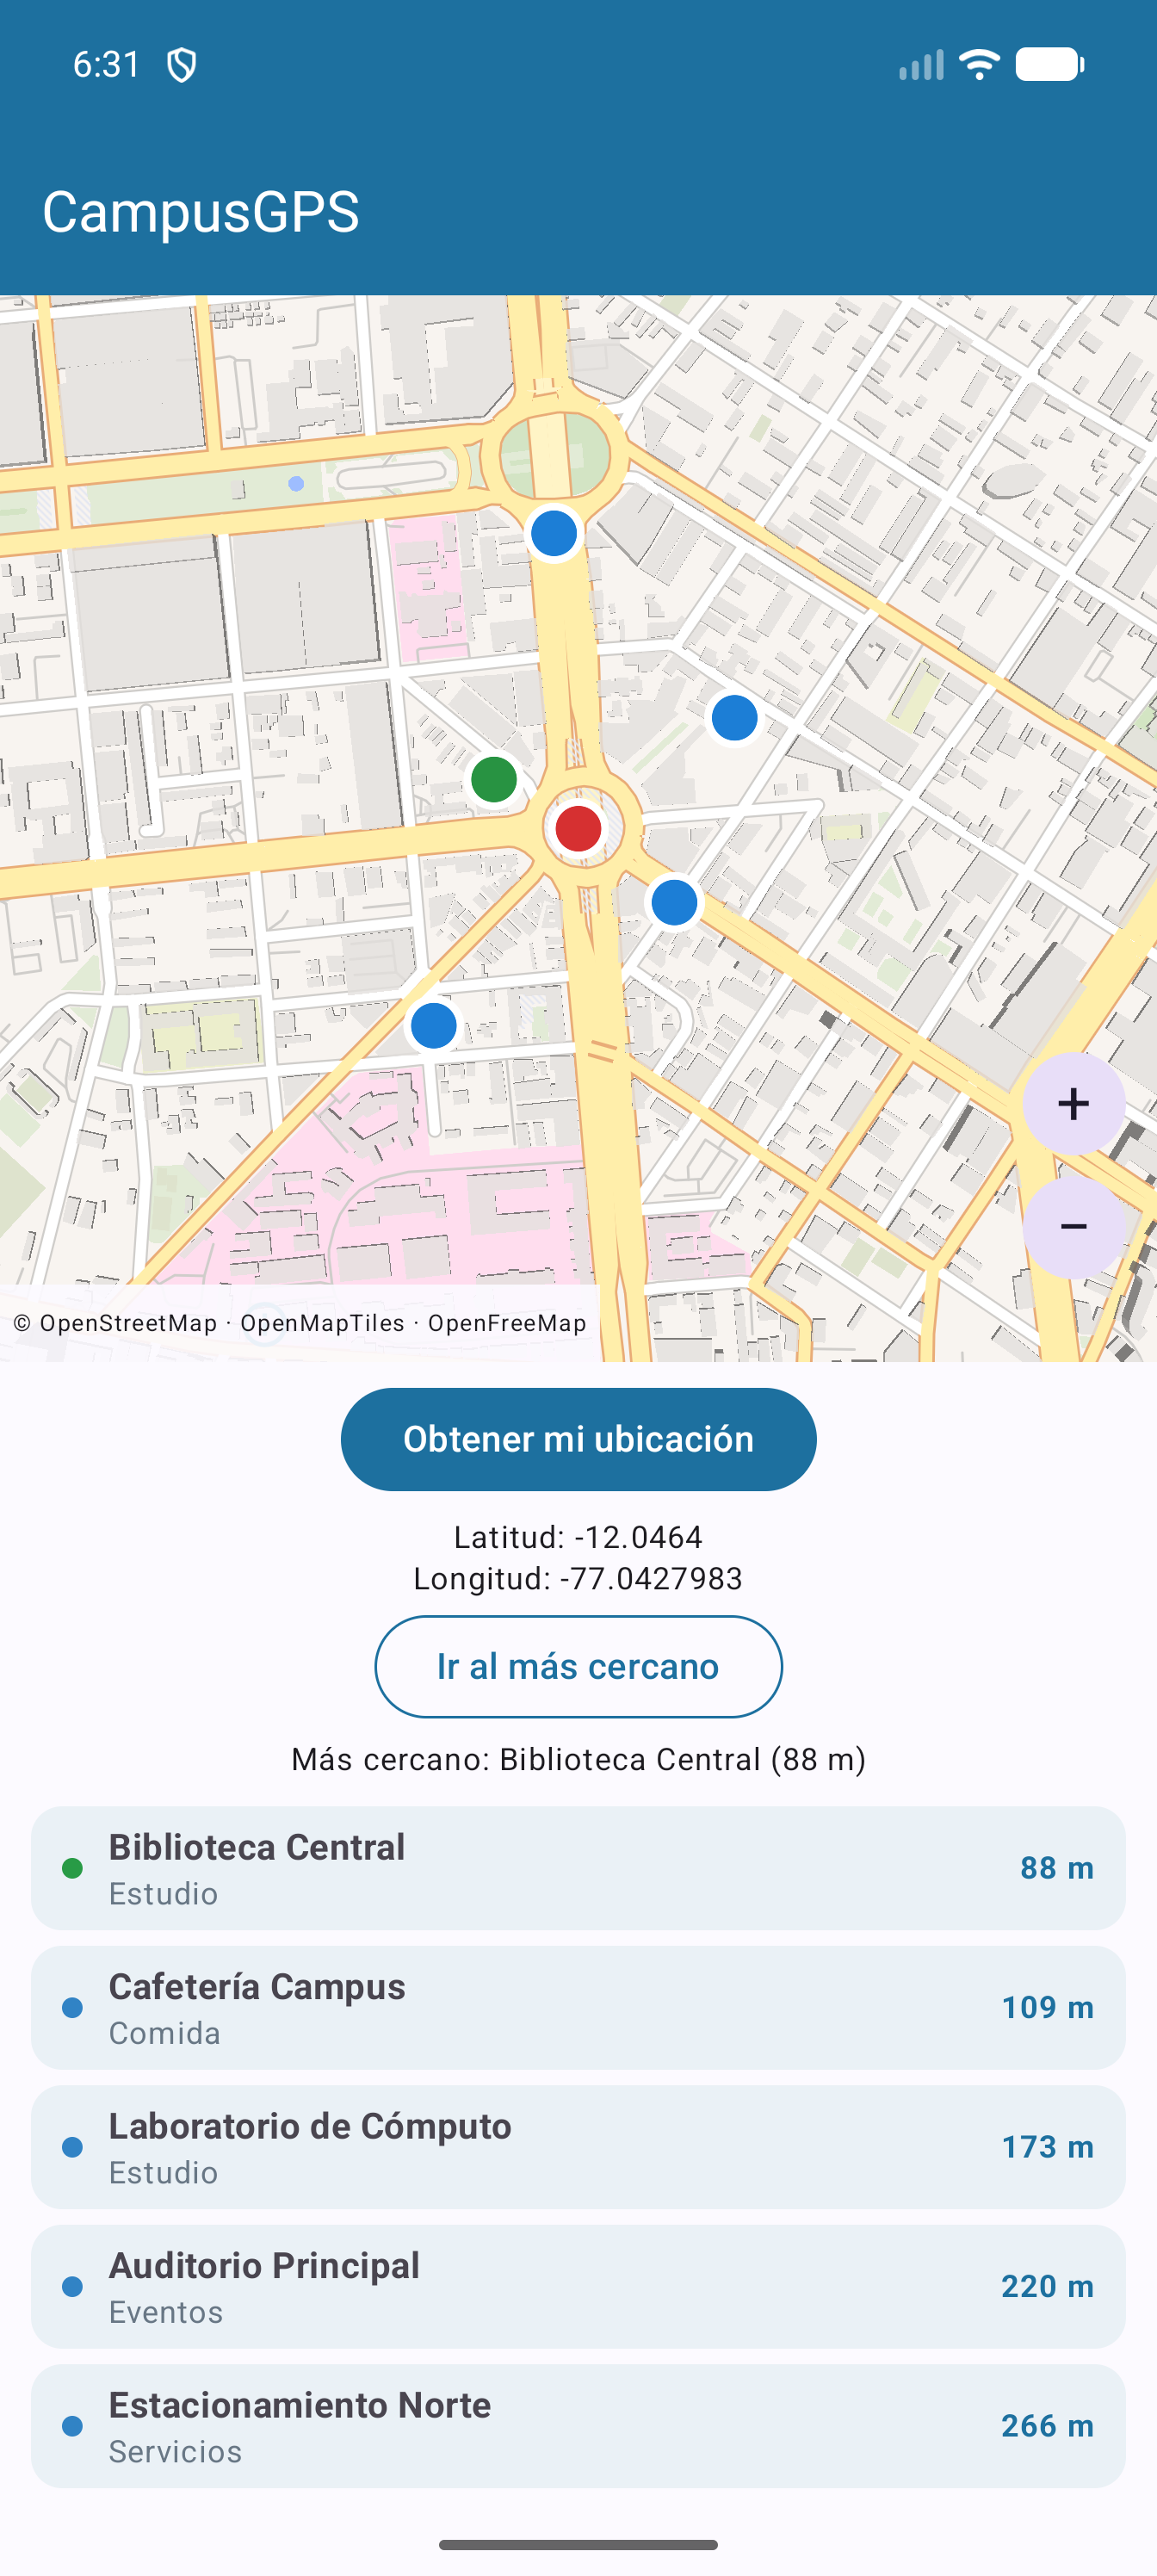 6:31
CampusGPS
+
−
© OpenStreetMap · OpenMapTiles · OpenFreeMap
Obtener mi ubicación
Latitud: -12.0464
Longitud: -77.0427983
Ir al más cercano
Más cercano: Biblioteca Central (88 m)
Biblioteca Central
Estudio
88 m
Cafetería Campus
Comida
109 m
Laboratorio de Cómputo
Estudio
173 m
Auditorio Principal
Eventos
220 m
Estacionamiento Norte
Servicios
266 m